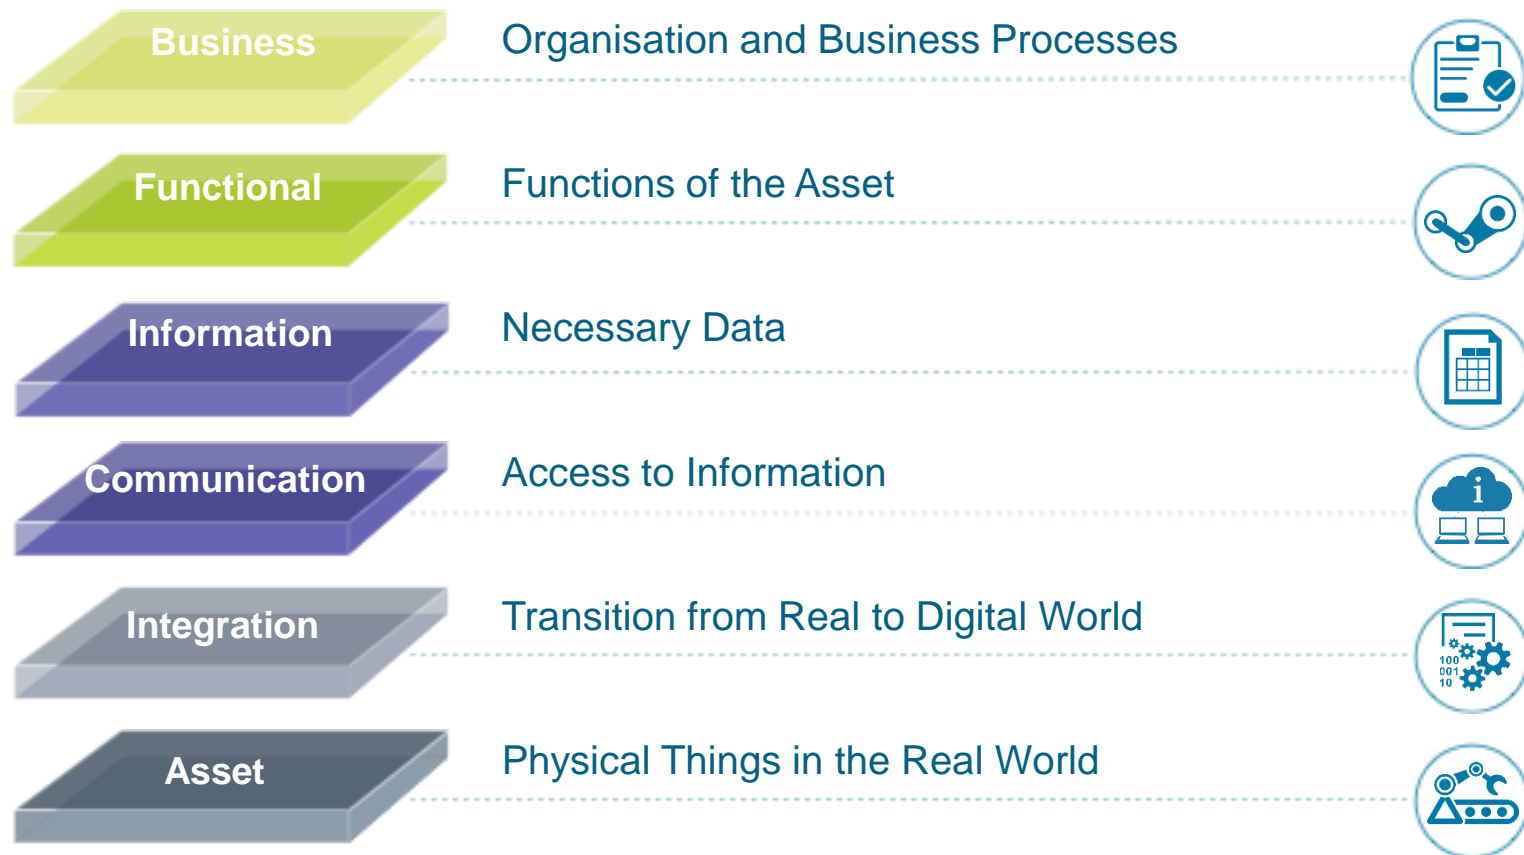 Business
Organisation and Business Processes
Functional
Functions of the Asset
Information
Necessary Data
Communication
Access to Information
i
Integration
Transition from Real to Digital World
100
001
10
Asset
Physical Things in the Real World